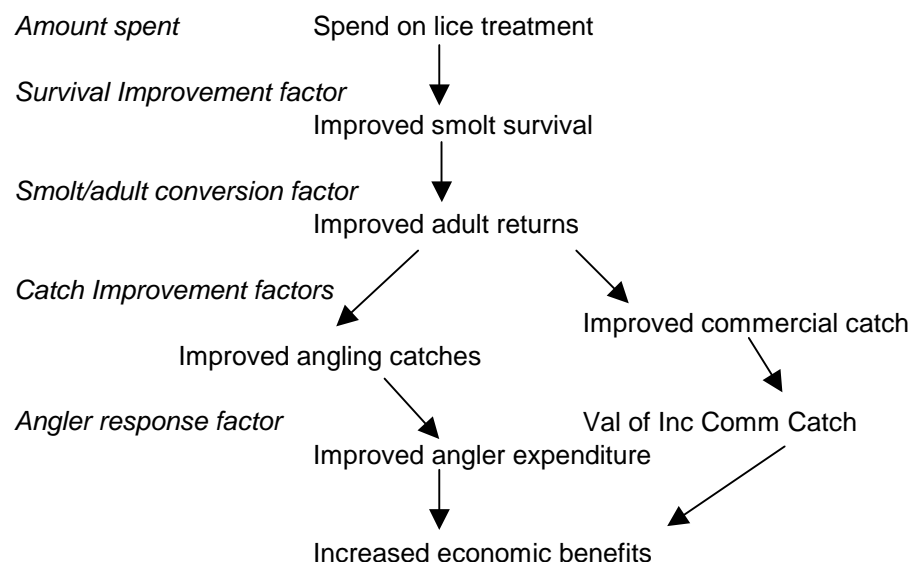 Amount spent Spend on lice treatment
Survival Improvement factor
Improved smolt survival
Smolt/adult conversion factor
Improved adult returns
Catch Improvement factors
Improved commercial catch
Improved angling catches
Angler response factor Val of Inc Comm Catch
Improved angler expenditure
Increased economic benefits